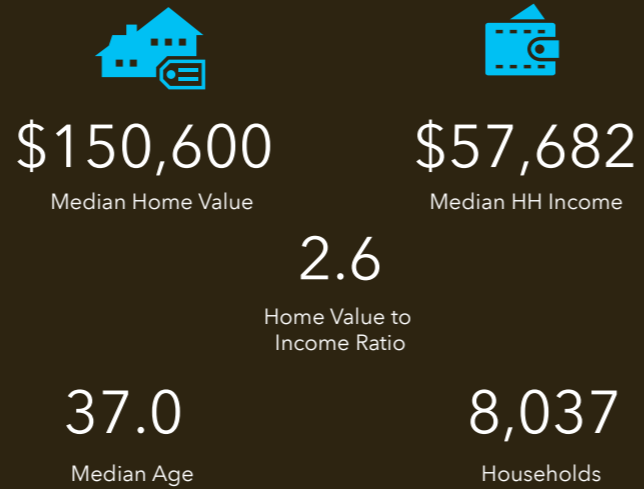 $150,600
Median Home Value
$57,682
Median HH Income
2.6
Home Value to
Income Ratio
37.0
Median Age
8,037
Households